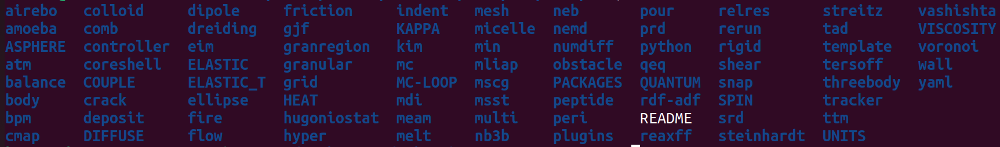 airebo colloid dipole friction indent mesh neb pour relres streitz vashishta
amoeba comb dreiding gjf KAPPA micelle nemd prd rerun tad VISCOSITY
ASPHERE controller eim granregion kim min numdiff python rigid template voronoi
atm coreshell ELASTIC granular mc mliap obstacle qeq shear tersoff wall
balance COUPLE ELASTIC_T grid MC-LOOP mscg PACKAGES QUANTUM snap threebody yaml
body crack ellipse HEAT mdi msst peptide rdf-adf SPIN tracker
bpm deposit fire hugoniostat meam multi peri README srd ttm
cmap DIFFUSE flow hyper melt nb3b plugins reaxff steinhardt UNITS